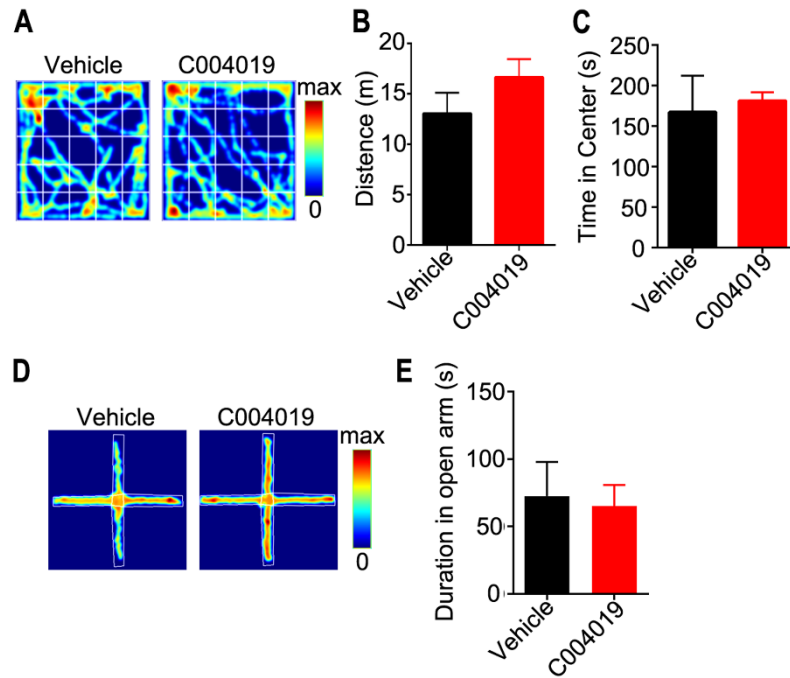 A
Vehicle
C004019
max
0
B
Distence (m)
20
15
10
5
0
Vehicle
C004019
C
Time in Center (s)
250
200
150
100
50
0
Vehicle
C004019
D
Vehicle
C004019
max
0
E
Duration in open arm (s)
150
100
50
0
Vehicle
C004019